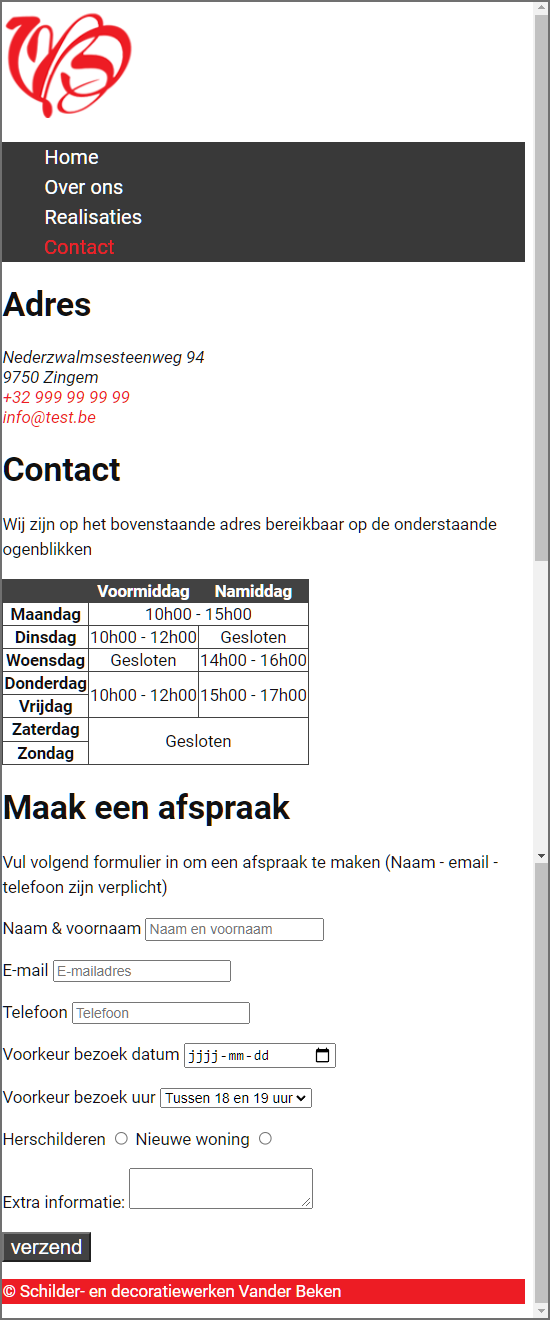 VB
Home
Over ons
Realisaties
Contact
Adres
Nederzwalmsesteenweg 94
9750 Zingem
+32 999 99 99 99
info@test.be
Contact
Wij zijn op het bovenstaande adres bereikbaar op de onderstaande
ogenblikken
Voormiddag Namiddag
Maandag 10h00 - 15h00
Dinsdag 10h00 - 12h00 Gesloten
Woensdag Gesloten 14h00 - 16h00
Donderdag
10h00 - 12h00 15h00 - 17h00
Vrijdag
Zaterdag
Gesloten
Zondag
Maak een afspraak
Vul volgend formulier in om een afspraak te maken (Naam - email -
telefoon zijn verplicht)
Naam & voornaam Naam en voornaam
E-mail E-mailadres
Telefoon Telefoon
Voorkeur bezoek datum jjjj-mm-dd
Voorkeur bezoek uur Tussen 18 en 19 uur
Herschilderen Nieuwe woning
Extra informatie:
verzend
© Schilder- en decoratiewerken Vander Beken